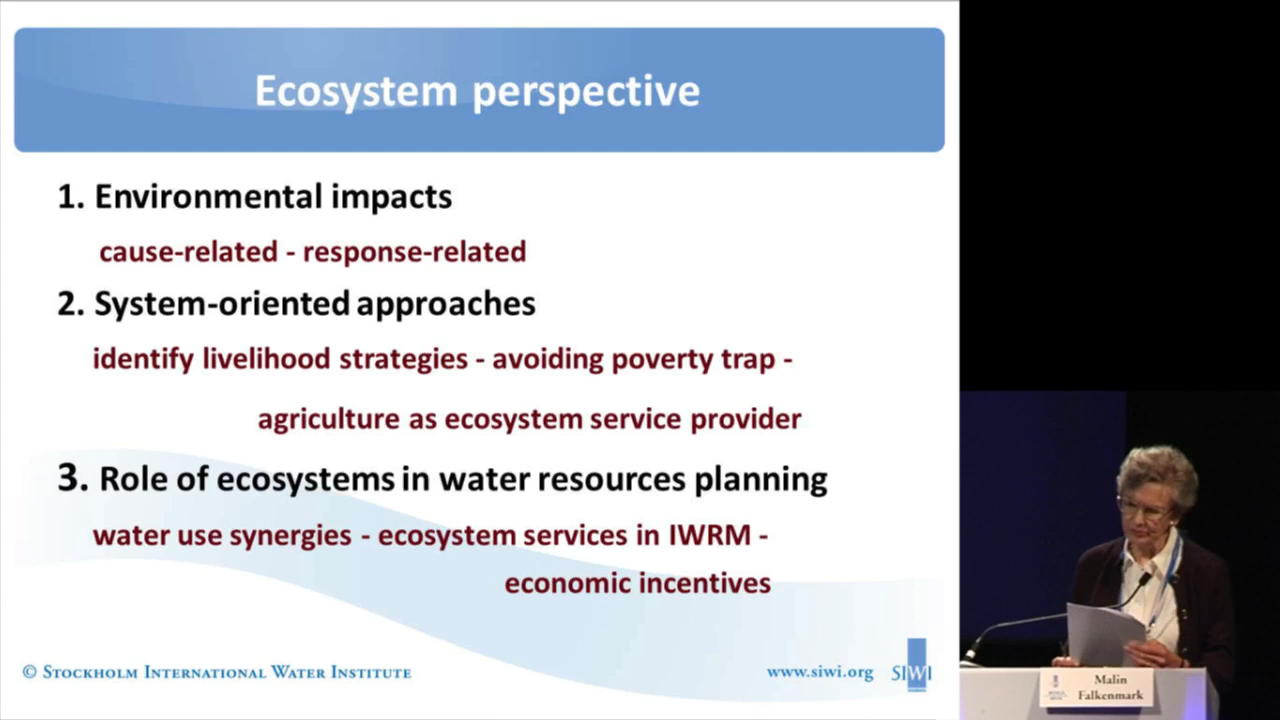 Ecosystem perspective
1. Environmental impacts
cause-related - response-related
2. System-oriented approaches
identify livelihood strategies - avoiding poverty trap -
agriculture as ecosystem service provider
3. Role of ecosystems in water resources planning
water use synergies - ecosystem services in IWRM -
economic incentives
© STOCKHOLM INTERNATIONAL WATER INSTITUTE
www.siwi.org
SIWI
Malin
Falkenmark